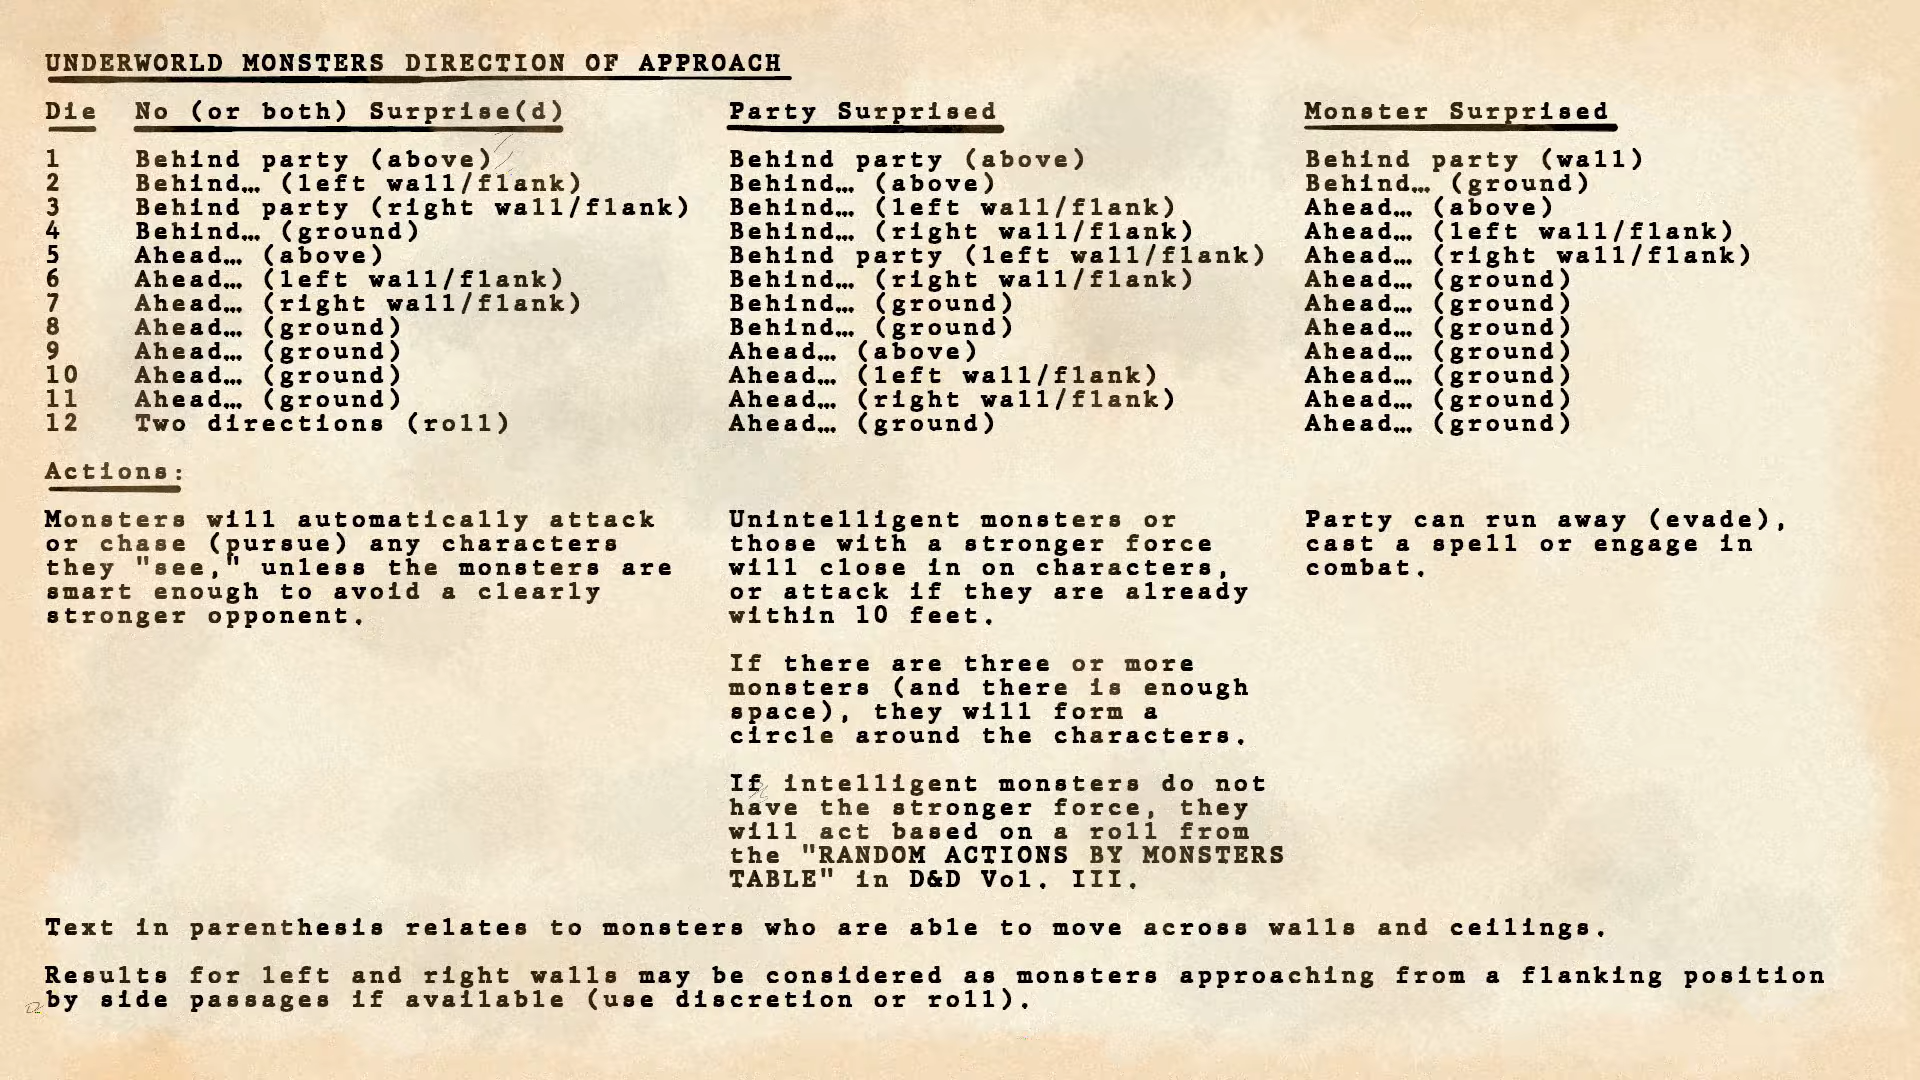 UNDERWORLD MONSTERS DIRECTION OF APPROACH
Die No (or both) Surprise(d) Party Surprised Monster Surprised
1 Behind party (above) Behind party (above) Behind party (wall)
2 Behind… (left wall/flank) Behind… (above) Behind… (ground)
3 Behind party (right wall/flank) Behind… (left wall/flank) Ahead… (above)
4 Behind… (ground) Behind… (right wall/flank) Ahead… (left wall/flank)
5 Ahead… (above) Behind party (left wall/flank) Ahead… (right wall/flank)
6 Ahead… (left wall/flank) Behind… (right wall/flank) Ahead… (ground)
7 Ahead… (right wall/flank) Behind… (ground) Ahead… (ground)
8 Ahead… (ground) Behind… (ground) Ahead… (ground)
9 Ahead… (ground) Ahead… (above) Ahead… (ground)
10 Ahead… (ground) Ahead… (left wall/flank) Ahead… (ground)
11 Ahead… (ground) Ahead… (right wall/flank) Ahead… (ground)
12 Two directions (roll) Ahead… (ground) Ahead… (ground)
Actions:
Monsters will automatically attack
or chase (pursue) any characters
they "see," unless the monsters are
smart enough to avoid a clearly
stronger opponent.
Unintelligent monsters or
those with a stronger force
will close in on characters,
or attack if they are already
within 10 feet.
If there are three or more
monsters (and there is enough
space), they will form a
circle around the characters.
If intelligent monsters do not
have the stronger force, they
will act based on a roll from
the "RANDOM ACTIONS BY MONSTERS
TABLE" in D&D Vol. III.
Party can run away (evade),
cast a spell or engage in
combat.
Text in parenthesis relates to monsters who are able to move across walls and ceilings.
Results for left and right walls may be considered as monsters approaching from a flanking position
by side passages if available (use discretion or roll).